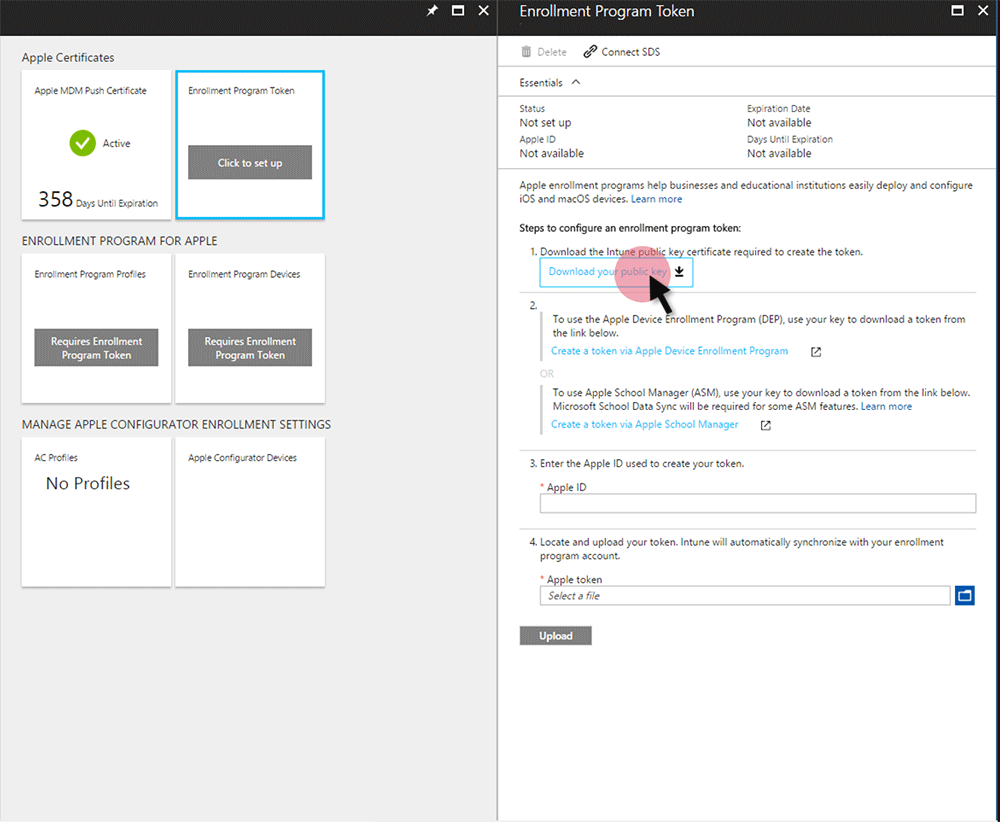 Enrollment Program Token
Delete
Connect SDS
Essentials
Apple Certificates
Apple MDM Push Certificate
Active
358 Days Until Expiration
Enrollment Program Token
Click to set up
ENROLLMENT PROGRAM FOR APPLE
Enrollment Program Profiles
Requires Enrollment
Program Token
Enrollment Program Devices
Requires Enrollment
Program Token
MANAGE APPLE CONFIGURATOR ENROLLMENT SETTINGS
AC Profiles
No Profiles
Apple Configurator Devices
Status
Not set up
Expiration Date
Not available
Apple ID
Not available
Days Until Expiration
Not available
Apple enrollment programs help businesses and educational institutions easily deploy and configure
iOS and macOS devices. Learn more
Steps to configure an enrollment program token:
1. Download the Intune public key certificate required to create the token.
Download your public key
2.
To use the Apple Device Enrollment Program (DEP), use your key to download a token from
the link below.
Create a token via Apple Device Enrollment Program
OR
To use Apple School Manager (ASM), use your key to download a token from the link below.
Microsoft School Data Sync will be required for some ASM features. Learn more
Create a token via Apple School Manager
3. Enter the Apple ID used to create your token.
* Apple ID
4. Locate and upload your token. Intune will automatically synchronize with your enrollment
program account.
* Apple token
Select a file
Upload